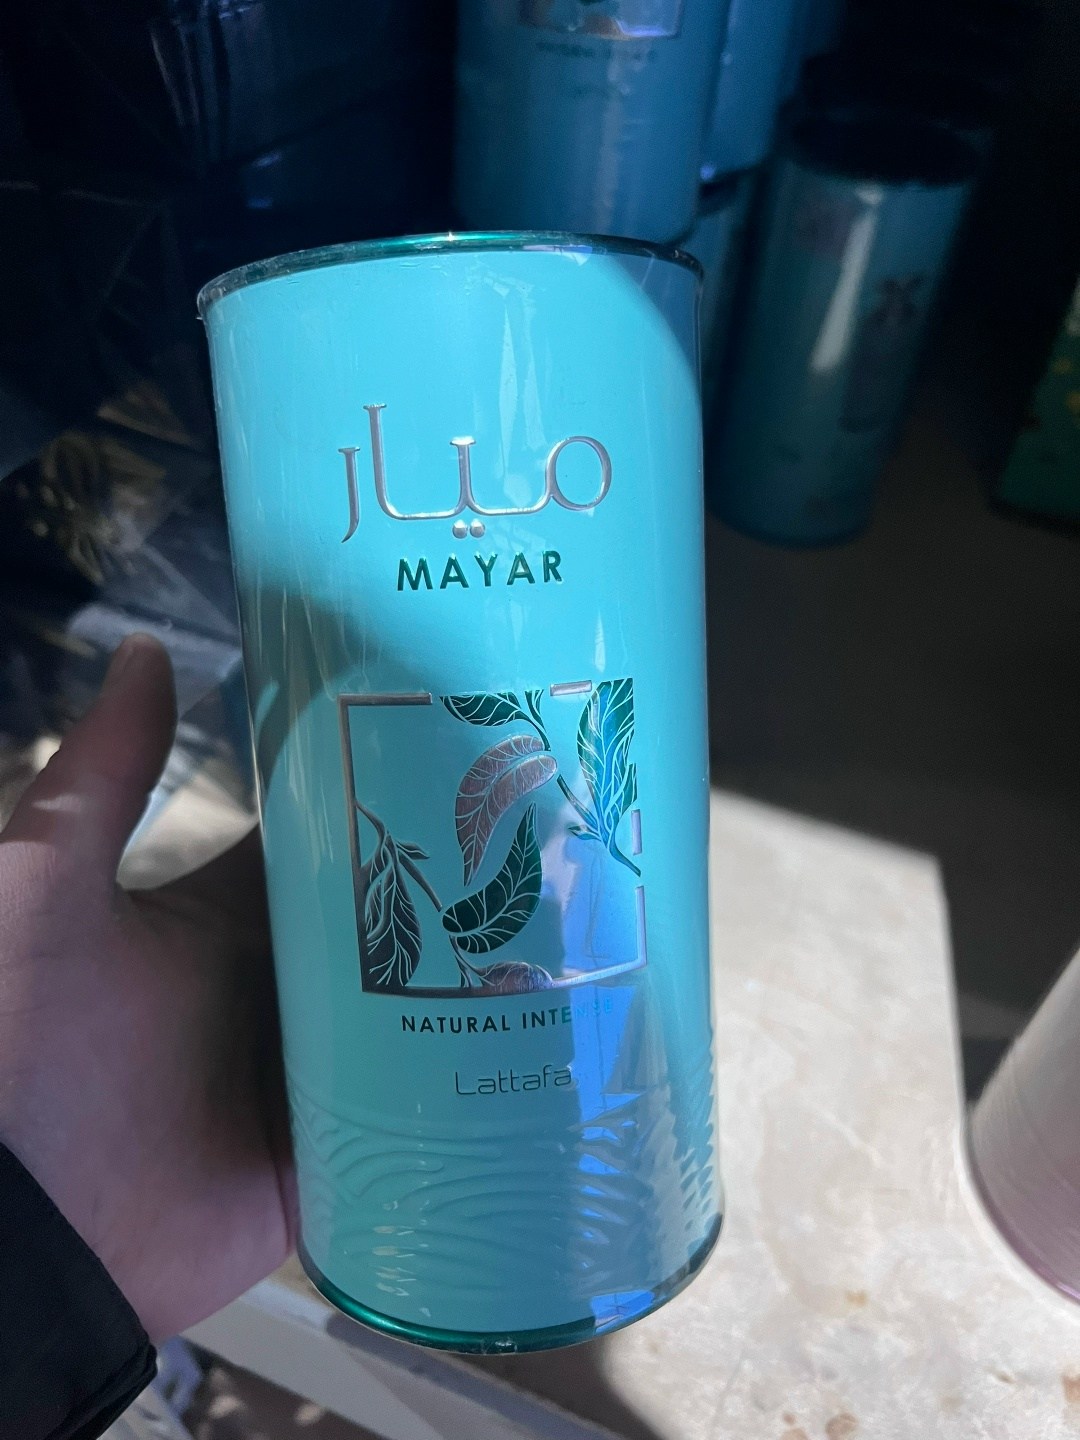 ميار
MAYAR
NATURAL INTENSE
Lattafa